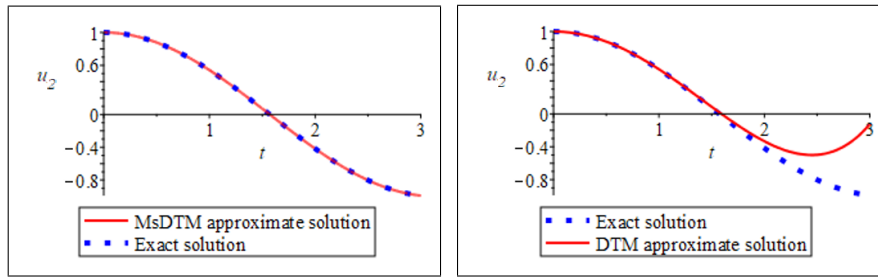 1
0.6
u2
0
1
2
3
−0.4
t
−0.8
MsDTM approximate solution
Exact solution
1
0.6
u2
0
1
2
3
−0.4
t
−0.8
Exact solution
DTM approximate solution